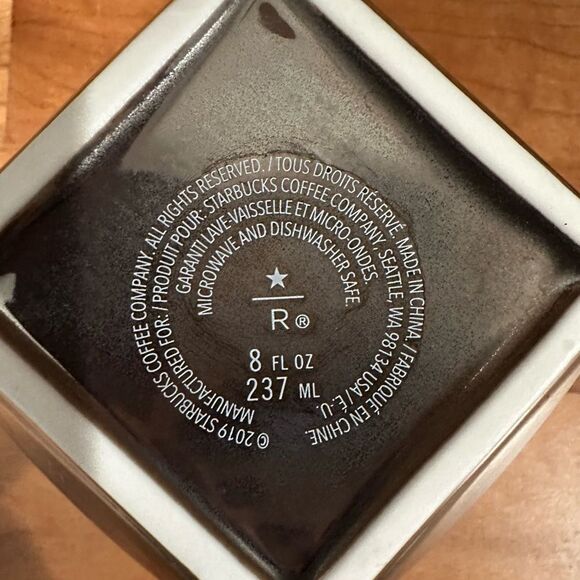 © 2019 STARBUCKS COFFEE COMPANY. ALL RIGHTS RESERVED. / TOUS DROITS RÉSERVÉ. MADE IN CHINA. / FABRIQUÉ EN CHINE.
MANUFACTURED FOR: / PRODUIT POUR: STARBUCKS COFFEE COMPANY, SEATTLE, WA 98134 USA / É.-U.
GARANTI LAVE-VAISSELLE ET MICRO-ONDES.
MICROWAVE AND DISHWASHER SAFE.
R®
8 FL OZ
237 ML